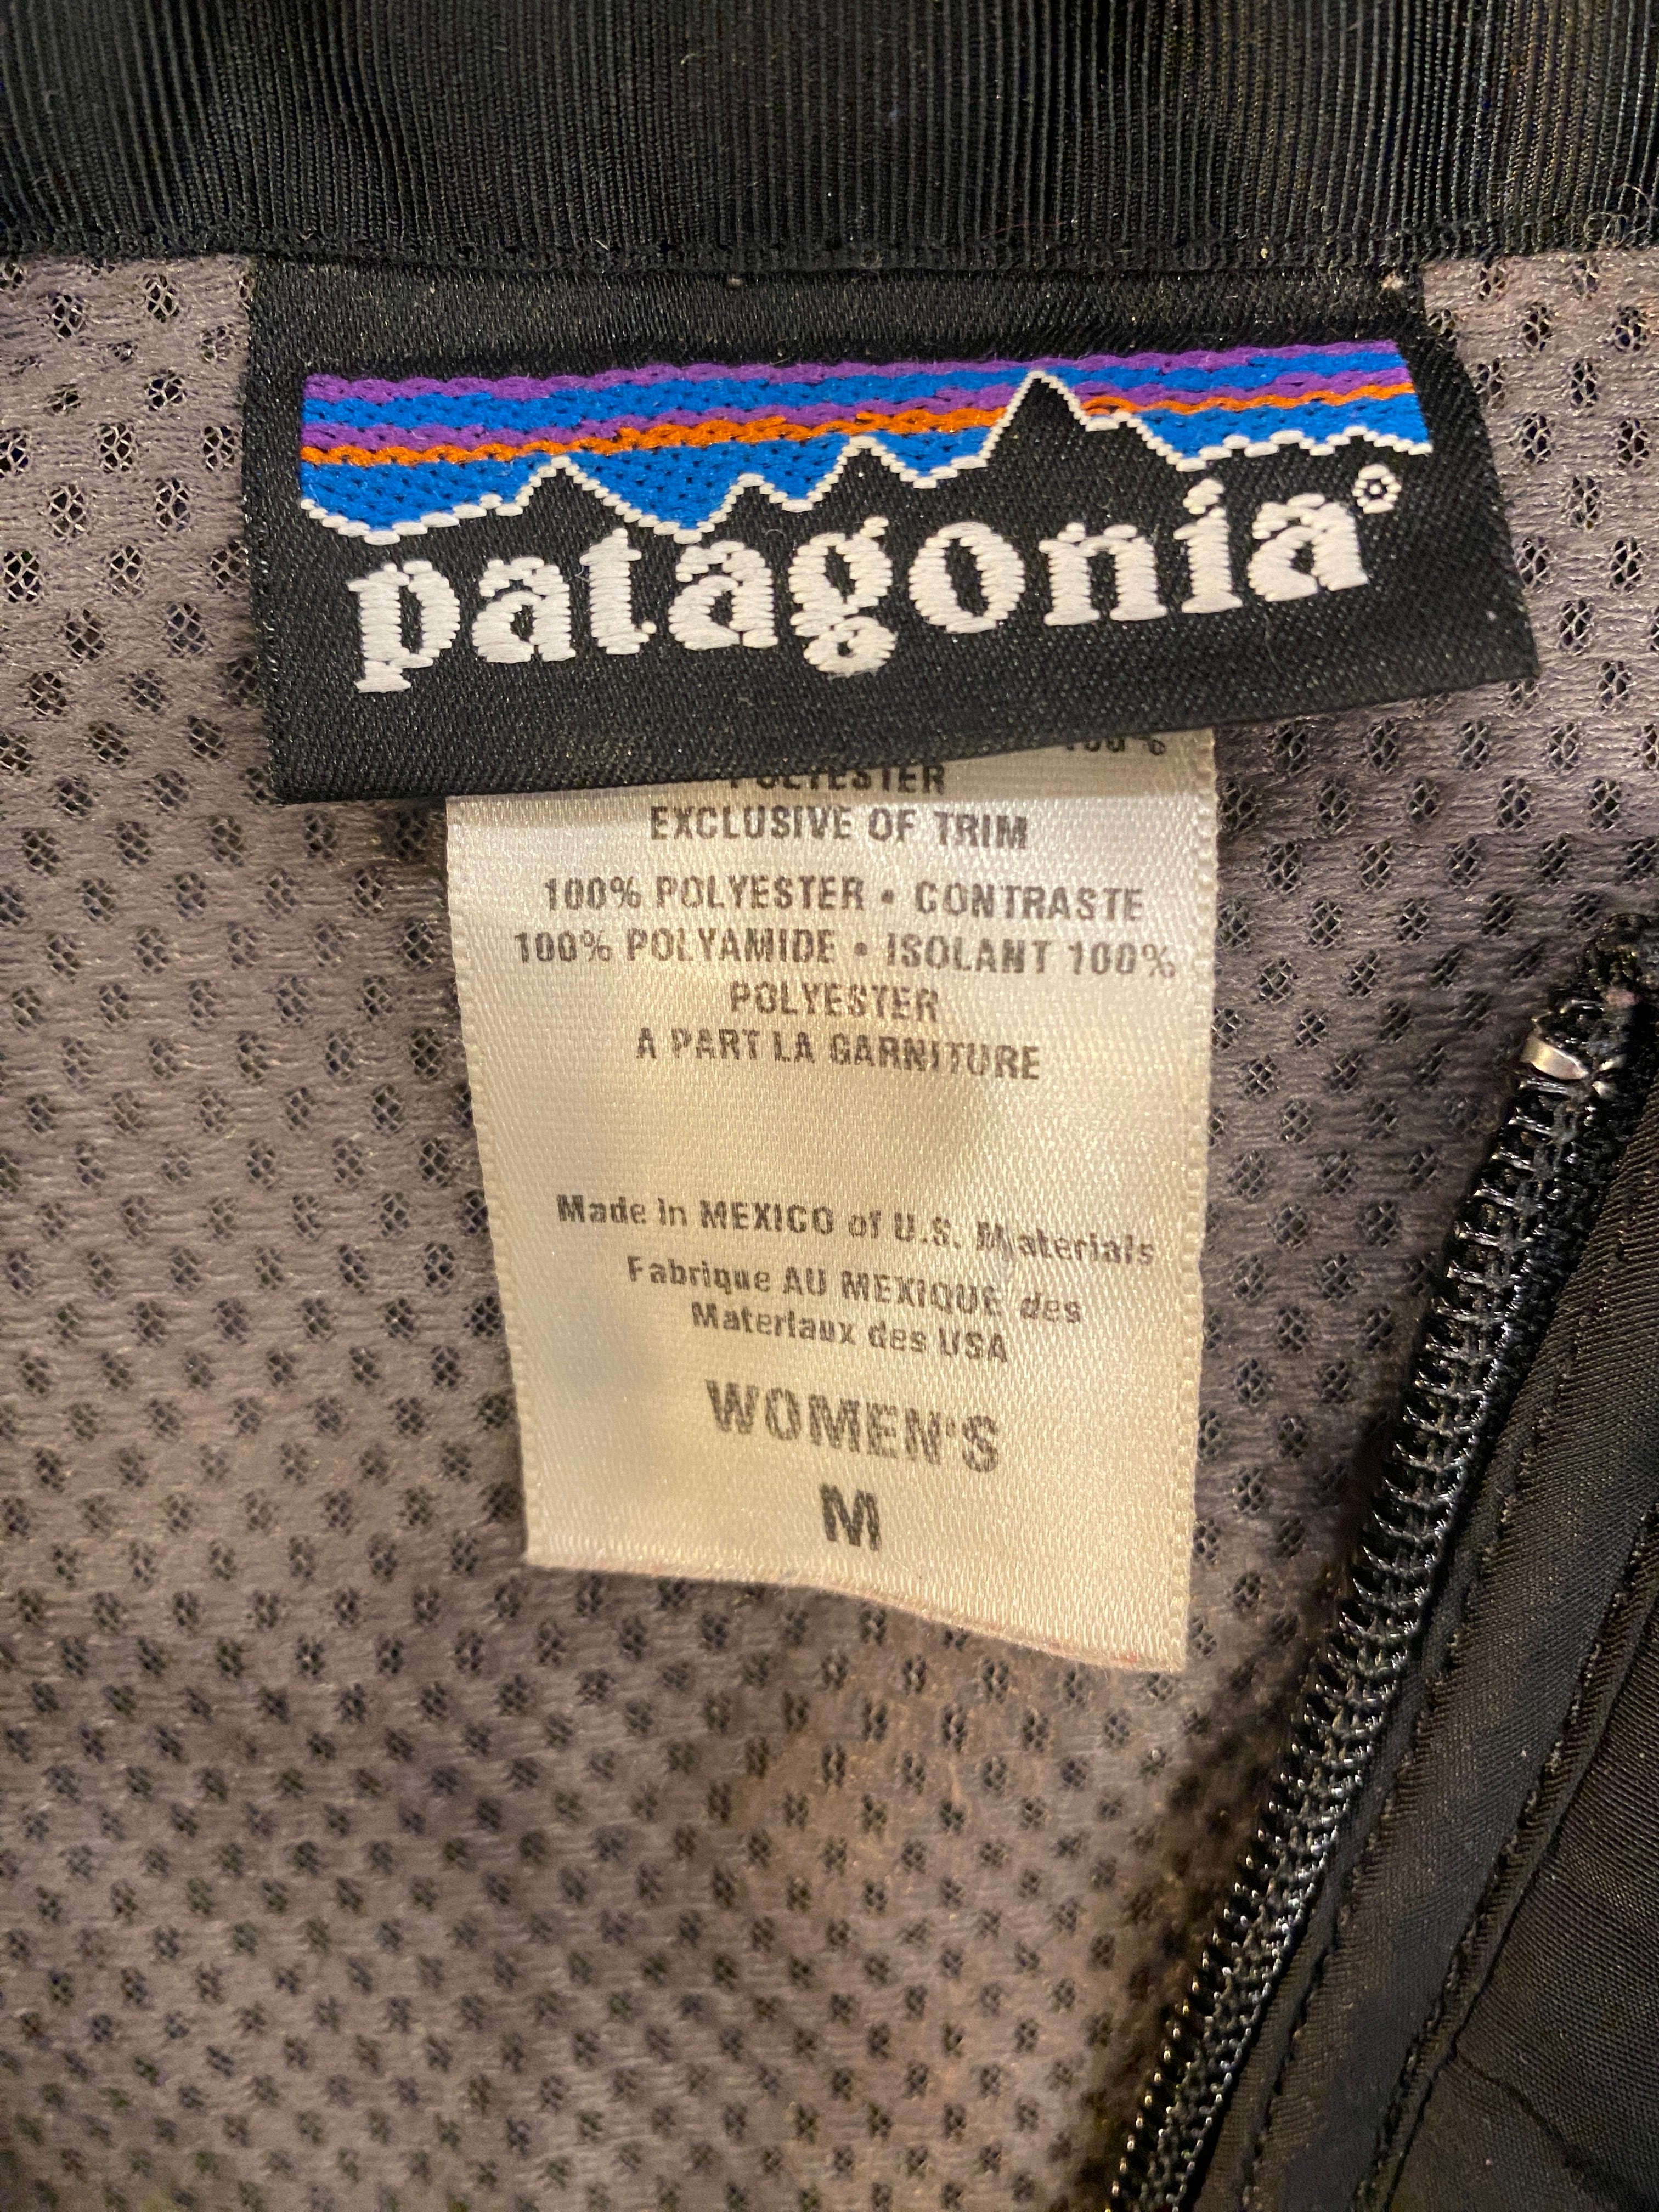 patagonia®
100%
POLYESTER
EXCLUSIVE OF TRIM
100% POLYESTER • CONTRASTE
100% POLYAMIDE • ISOLANT 100%
POLYESTER
A PART LA GARNITURE
Made in MEXICO of U.S. Materials
Fabrique AU MEXIQUE des
Materiaux des USA
WOMEN'S
M